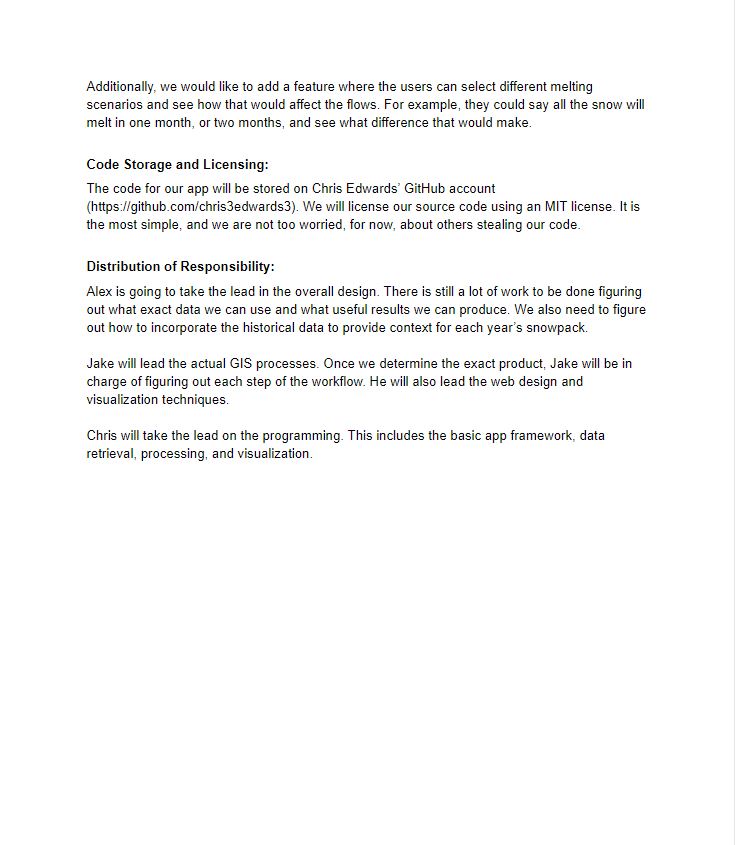 Additionally, we would like to add a feature where the users can select different melting
scenarios and see how that would affect the flows. For example, they could say all the snow will
melt in one month, or two months, and see what difference that would make.
Code Storage and Licensing:
The code for our app will be stored on Chris Edwards’ GitHub account
(https://github.com/chris3edwards3). We will license our source code using an MIT license. It is
the most simple, and we are not too worried, for now, about others stealing our code.
Distribution of Responsibility:
Alex is going to take the lead in the overall design. There is still a lot of work to be done figuring
out what exact data we can use and what useful results we can produce. We also need to figure
out how to incorporate the historical data to provide context for each year’s snowpack.
Jake will lead the actual GIS processes. Once we determine the exact product, Jake will be in
charge of figuring out each step of the workflow. He will also lead the web design and
visualization techniques.
Chris will take the lead on the programming. This includes the basic app framework, data
retrieval, processing, and visualization.